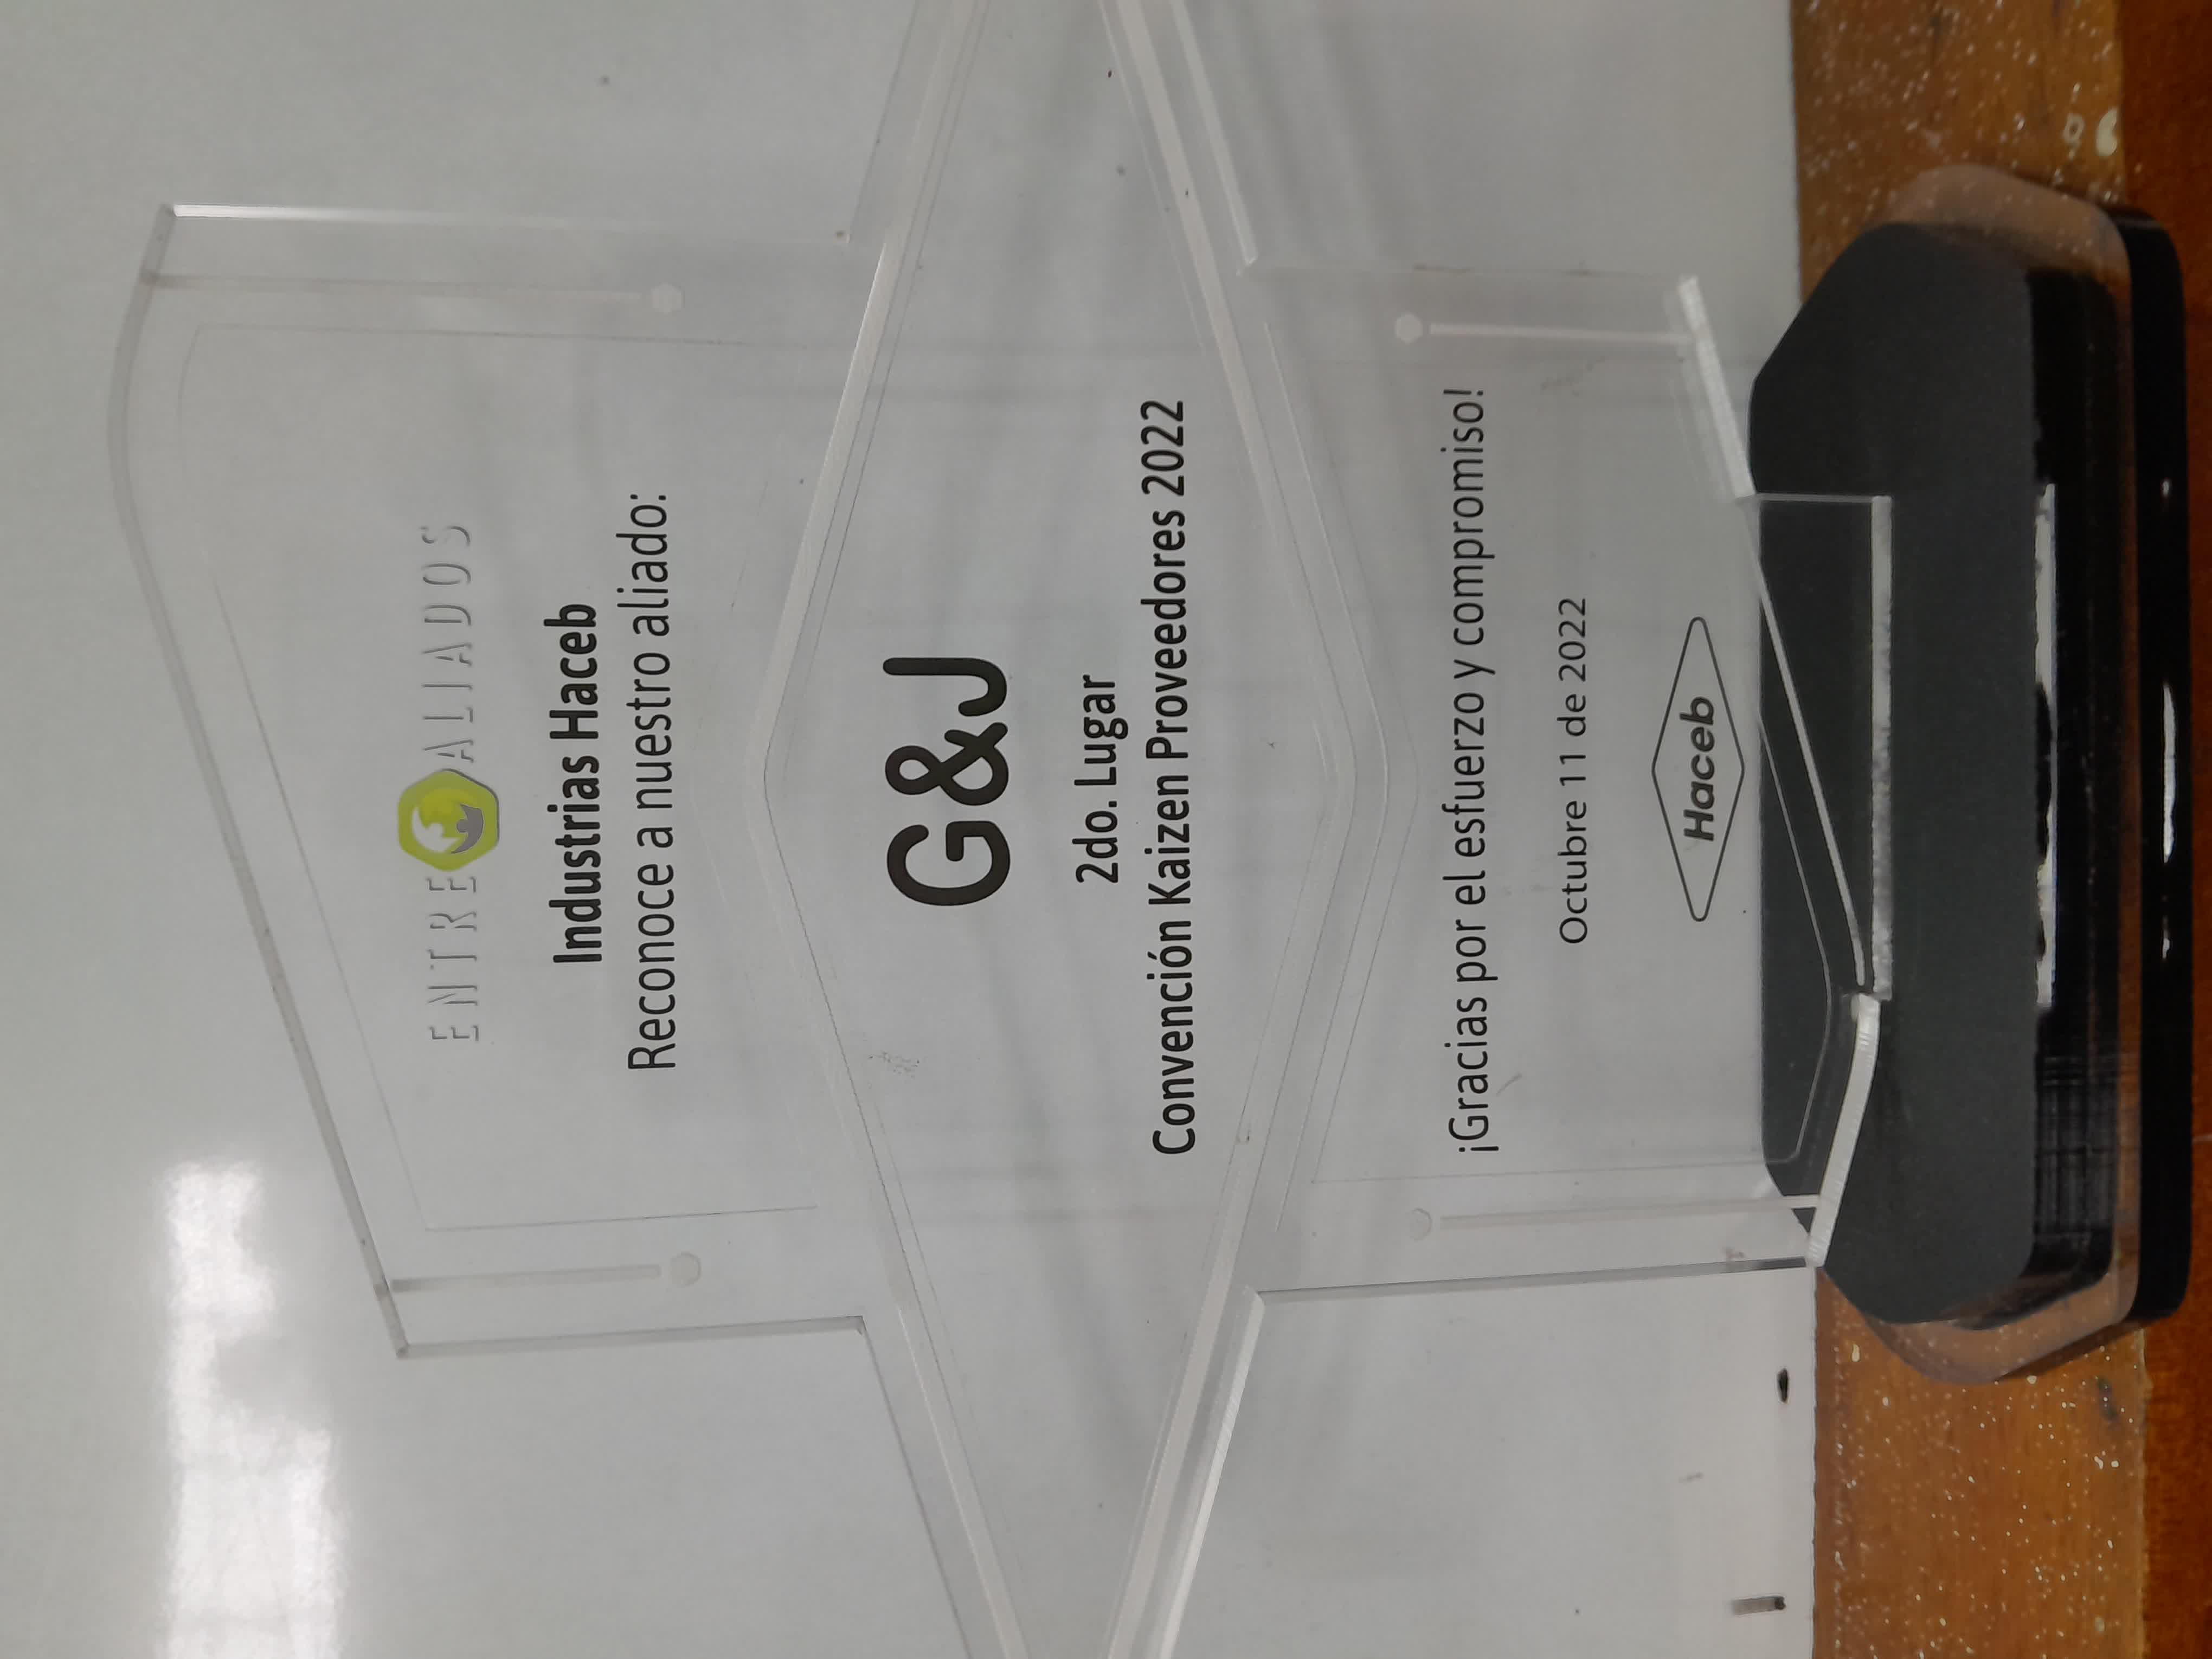 ENTRE ALIADOS
Industrias Haceb
Reconoce a nuestro aliado:
G&J
2do. Lugar
Convención Kaizen Proveedores 2022
¡Gracias por el esfuerzo y compromiso!
Octubre 11 de 2022
Haceb